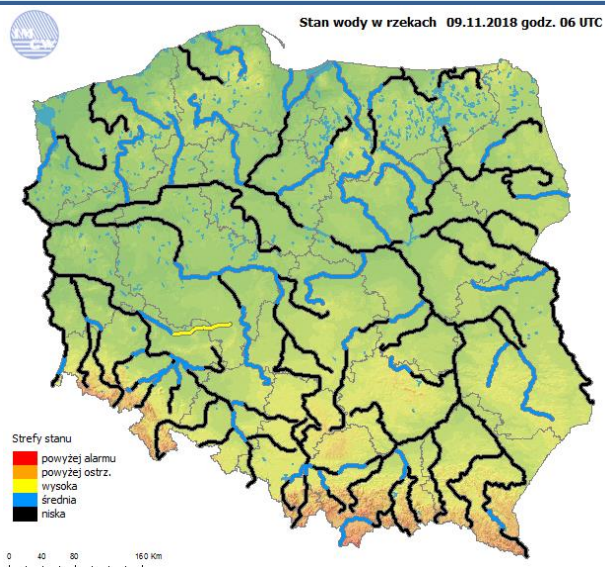 Stan wody w rzekach 09.11.2018 godz. 06 UTC
Strefy stanu
powyżej alarmu
powyżej ostrz.
wysoka
średnia
niska
0 40 80 160 Km